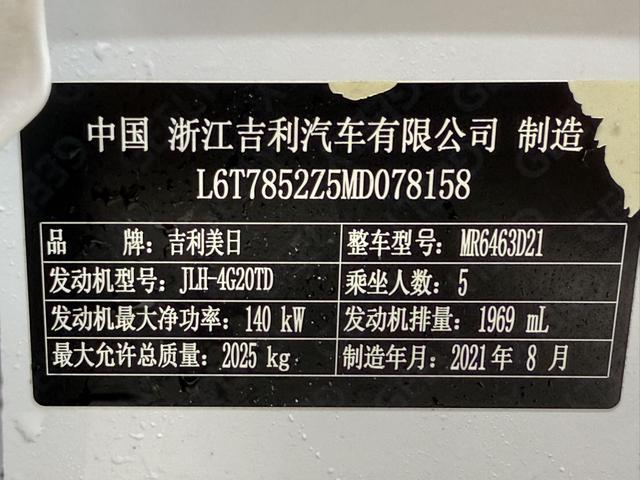 中国 浙江吉利汽车有限公司 制造
L6T7852Z5MD078158
品 牌: 吉利美日 整车型号: MR6463D21
发动机型号: JLH-4G20TD 乘坐人数: 5
发动机最大净功率: 140 kW 发动机排量: 1969 mL
最大允许总质量: 2025 kg 制造年月: 2021年 8 月